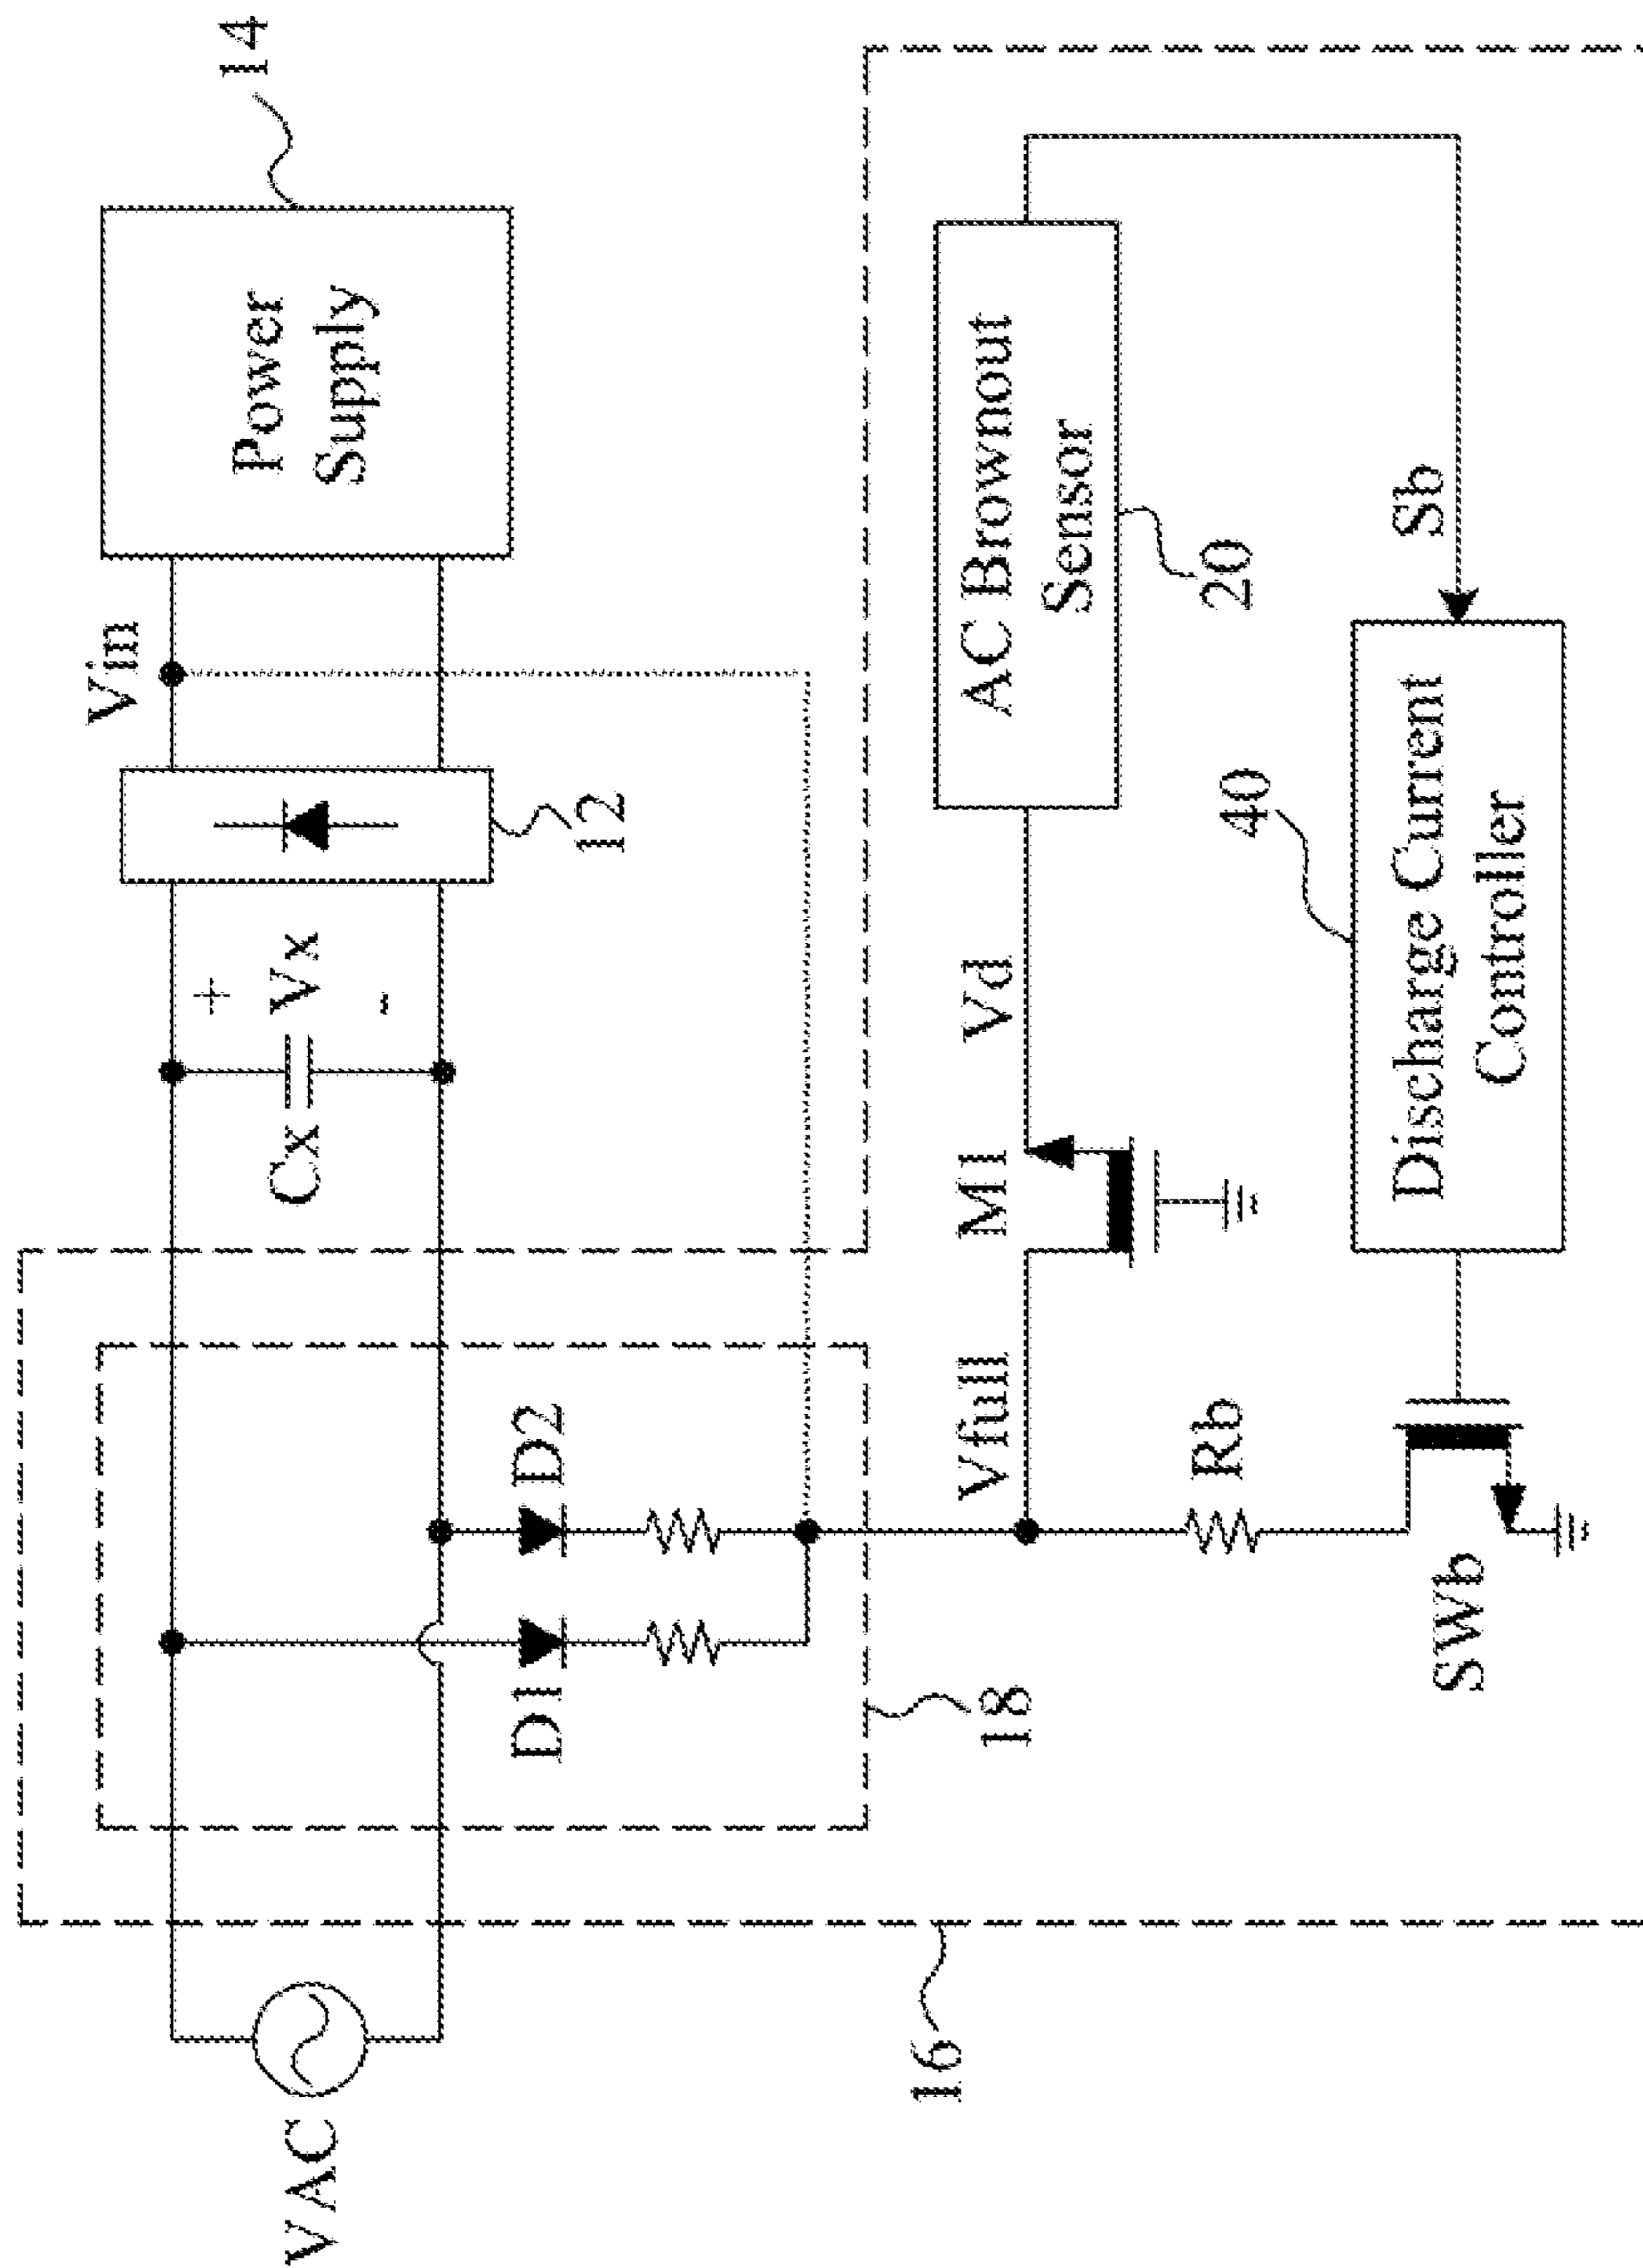 14
Power
Supply
Vin
12
+
Cx
Vx
-
VAC
D1
D2
18
16
Vfull
M1
Vd
AC Brownout
Sensor
20
Rb
SWb
40
Discharge Current
Controller
Sb